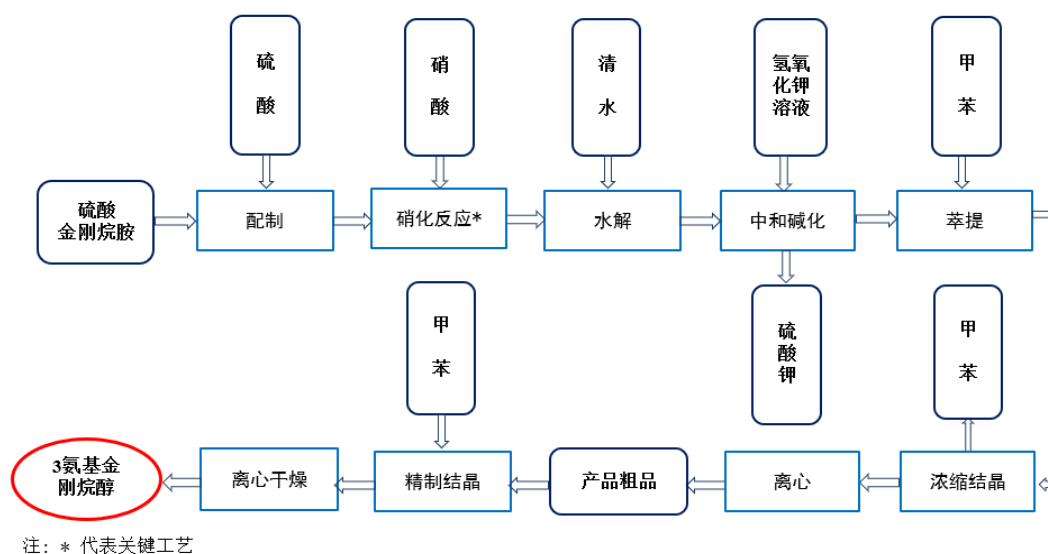 硫
酸
硝
酸
清
水
氢氧
化钾
溶液
甲
苯
硫酸
金刚烷胺
配制
硝化反应*
水解
中和碱化
萃提
甲
苯
硫
酸
钾
甲
苯
3氨基金
刚烷醇
离心干燥
精制结晶
产品粗品
离心
浓缩结晶
注：* 代表关键工艺